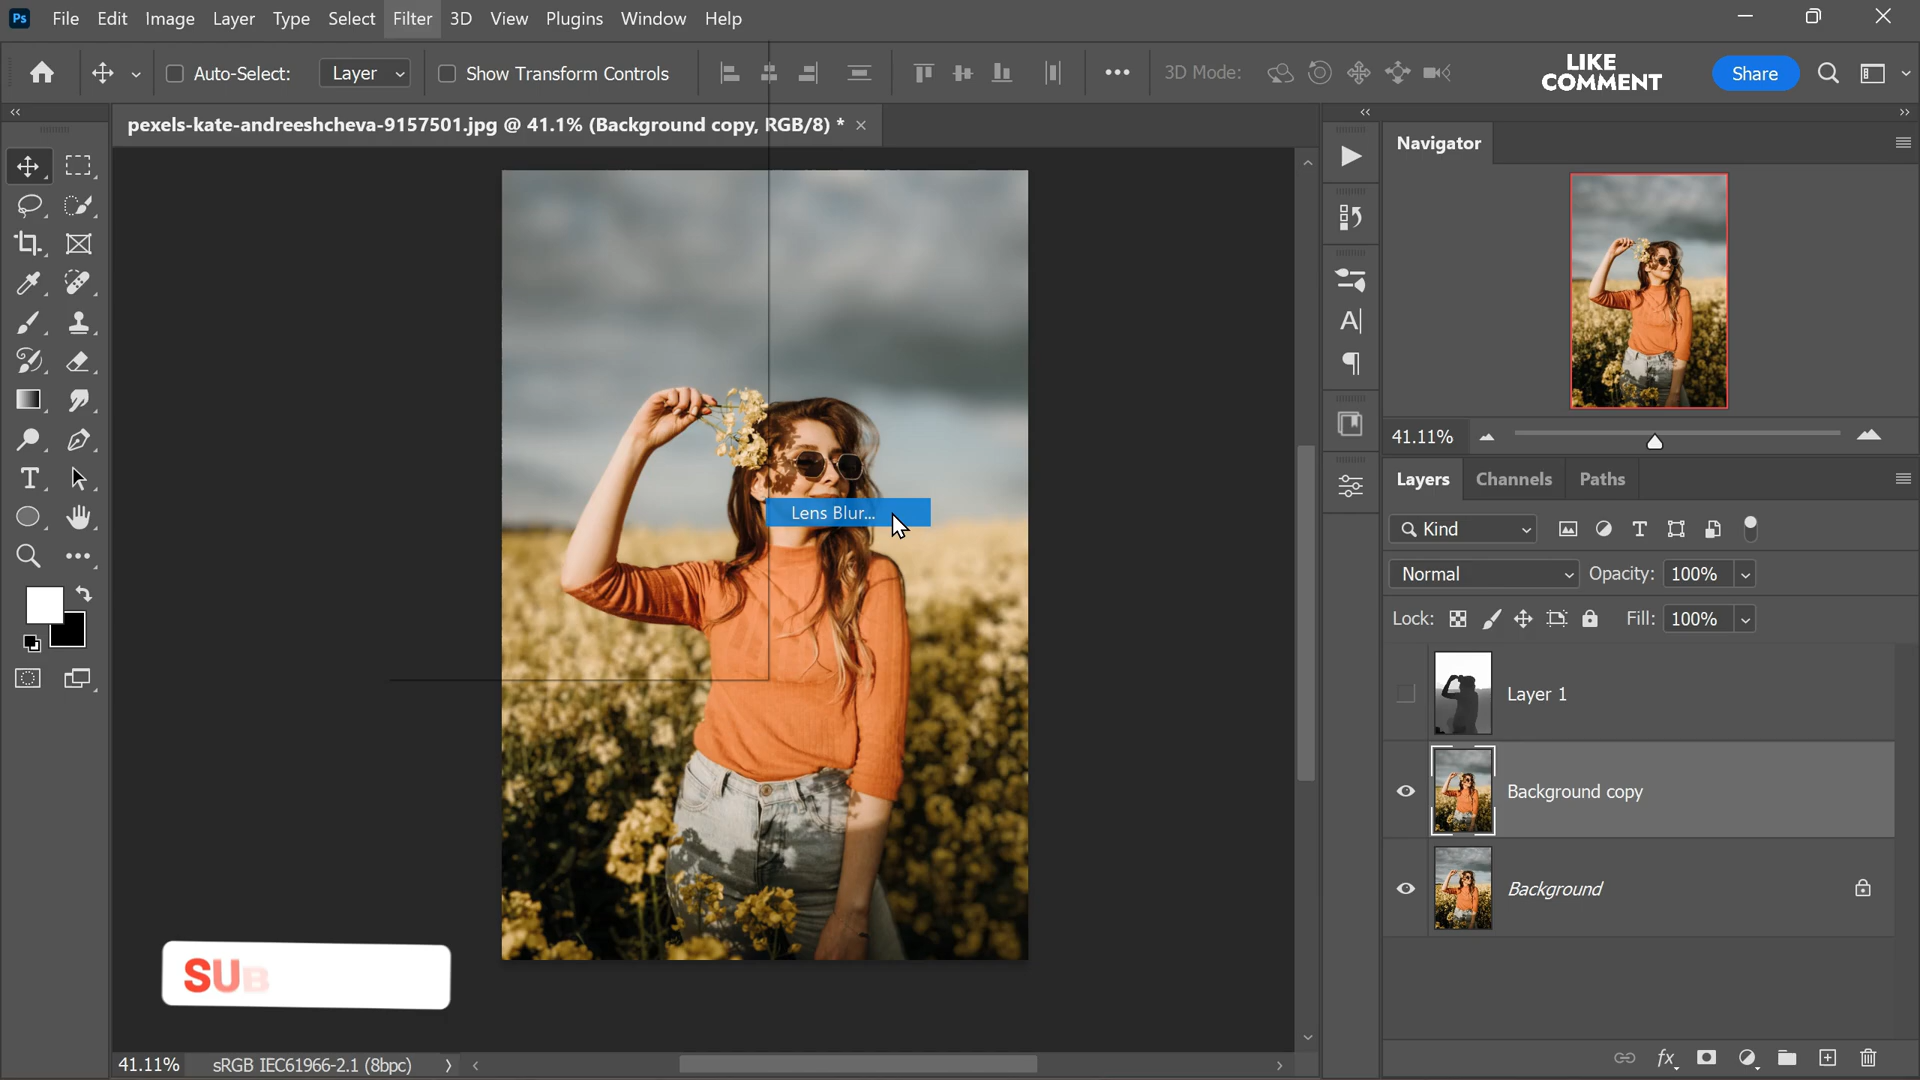 Ps File Edit Image Layer Type Select Filter 3D View Plugins Window Help
Auto-Select: Layer Show Transform Controls 3D Mode: LIKE COMMENT Share
pexels-kate-andreeshcheva-9157501.jpg @ 41.1% (Background copy, RGB/8) *
Navigator
41.11%
Layers Channels Paths
Kind
Normal Opacity: 100%
Lock: Fill: 100%
Layer 1
Background copy
Background
Lens Blur...
SUB
41.11% sRGB IEC61966-2.1 (8bpc)